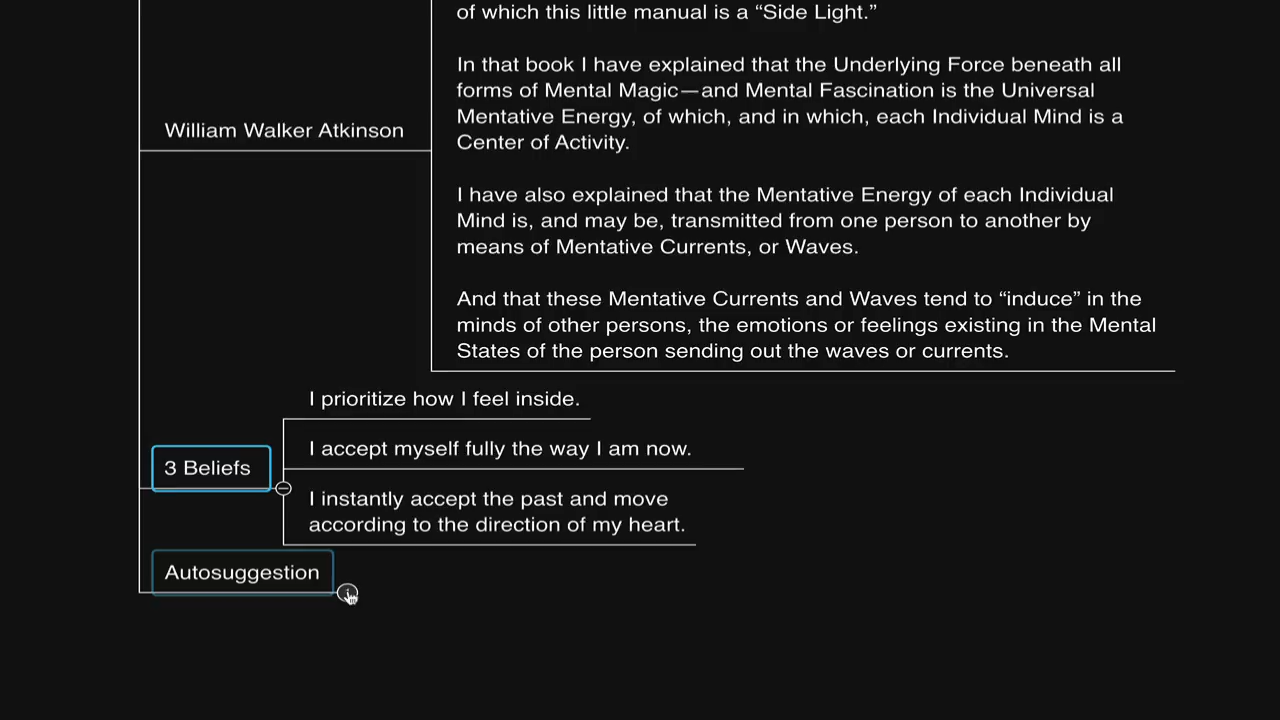 of which this little manual is a “Side Light.”
In that book I have explained that the Underlying Force beneath all
forms of Mental Magic—and Mental Fascination is the Universal
Mentative Energy, of which, and in which, each Individual Mind is a
Center of Activity.
William Walker Atkinson
I have also explained that the Mentative Energy of each Individual
Mind is, and may be, transmitted from one person to another by
means of Mentative Currents, or Waves.
And that these Mentative Currents and Waves tend to “induce” in the
minds of other persons, the emotions or feelings existing in the Mental
States of the person sending out the waves or currents.
3 Beliefs
I prioritize how I feel inside.
I accept myself fully the way I am now.
I instantly accept the past and move
according to the direction of my heart.
Autosuggestion